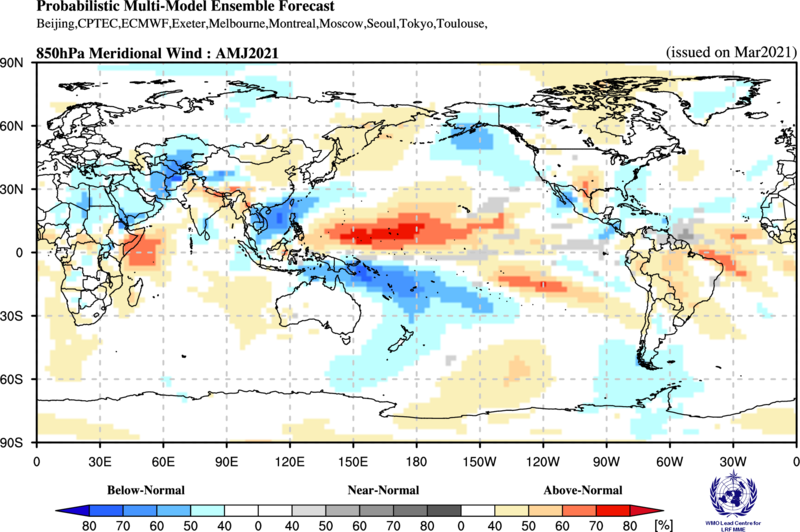 Probabilistic Multi-Model Ensemble Forecast
Beijing,CPTEC,ECMWF,Exeter,Melbourne,Montreal,Moscow,Seoul,Tokyo,Toulouse,
850hPa Meridional Wind : AMJ2021 (issued on Mar2021)
90N
60N
30N
0
30S
60S
90S
0 30E 60E 90E 120E 150E 180 150W 120W 90W 60W 30W 0
Below-Normal Near-Normal Above-Normal
80 70 60 50 40 0 40 50 60 70 80 0 40 50 60 70 80 [%]
WMO Lead Centre for
LRFMME